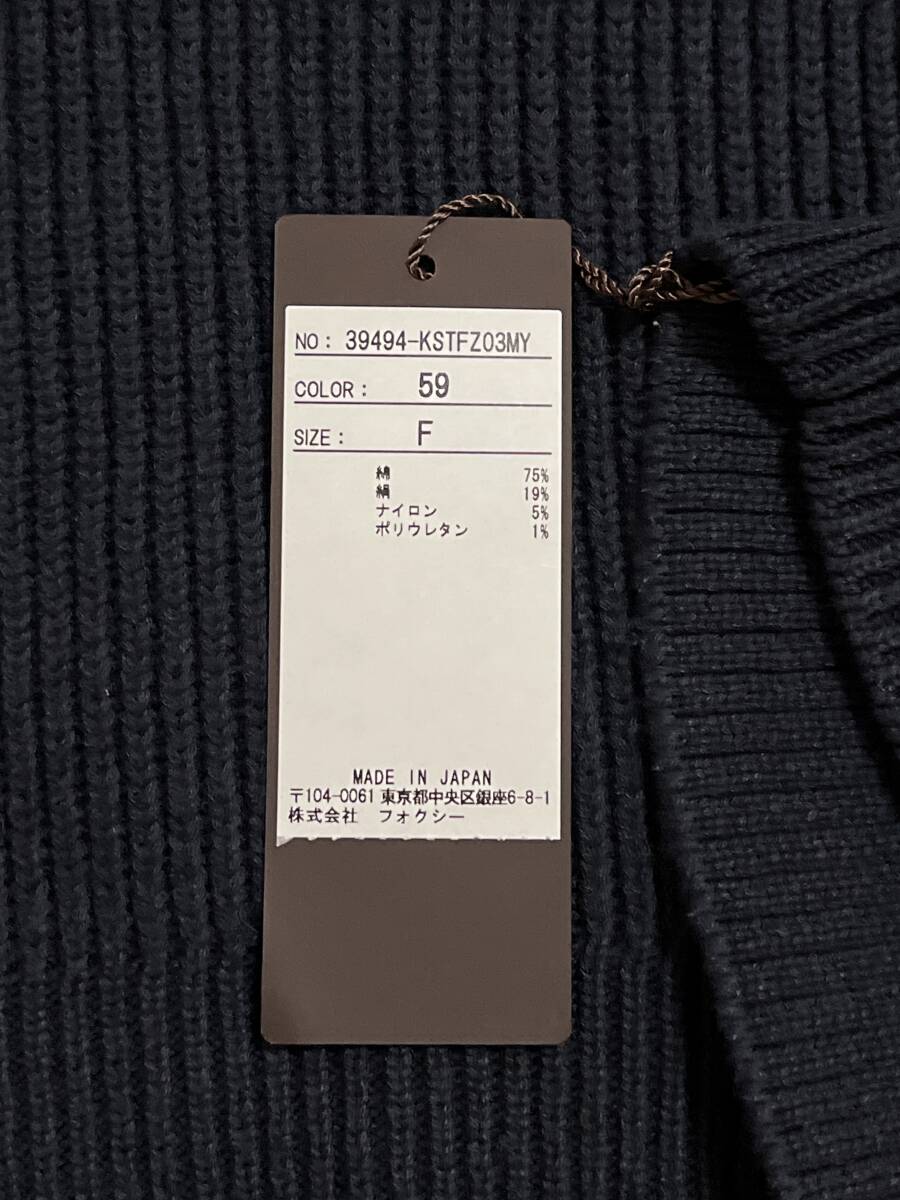 NO: 39494-KSTFZ03MY
COLOR: 59
SIZE: F
綿 75%
絹 19%
ナイロン 5%
ポリウレタン 1%
MADE IN JAPAN
〒104-0061 東京都中央区銀座6-8-1
株式会社 フォクシー